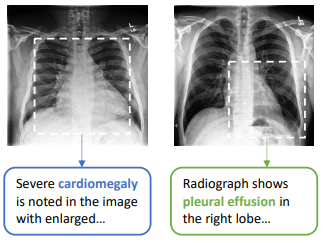 Severe cardiomegaly
is noted in the image
with enlarged...
Radiograph shows
pleural effusion in
the right lobe...